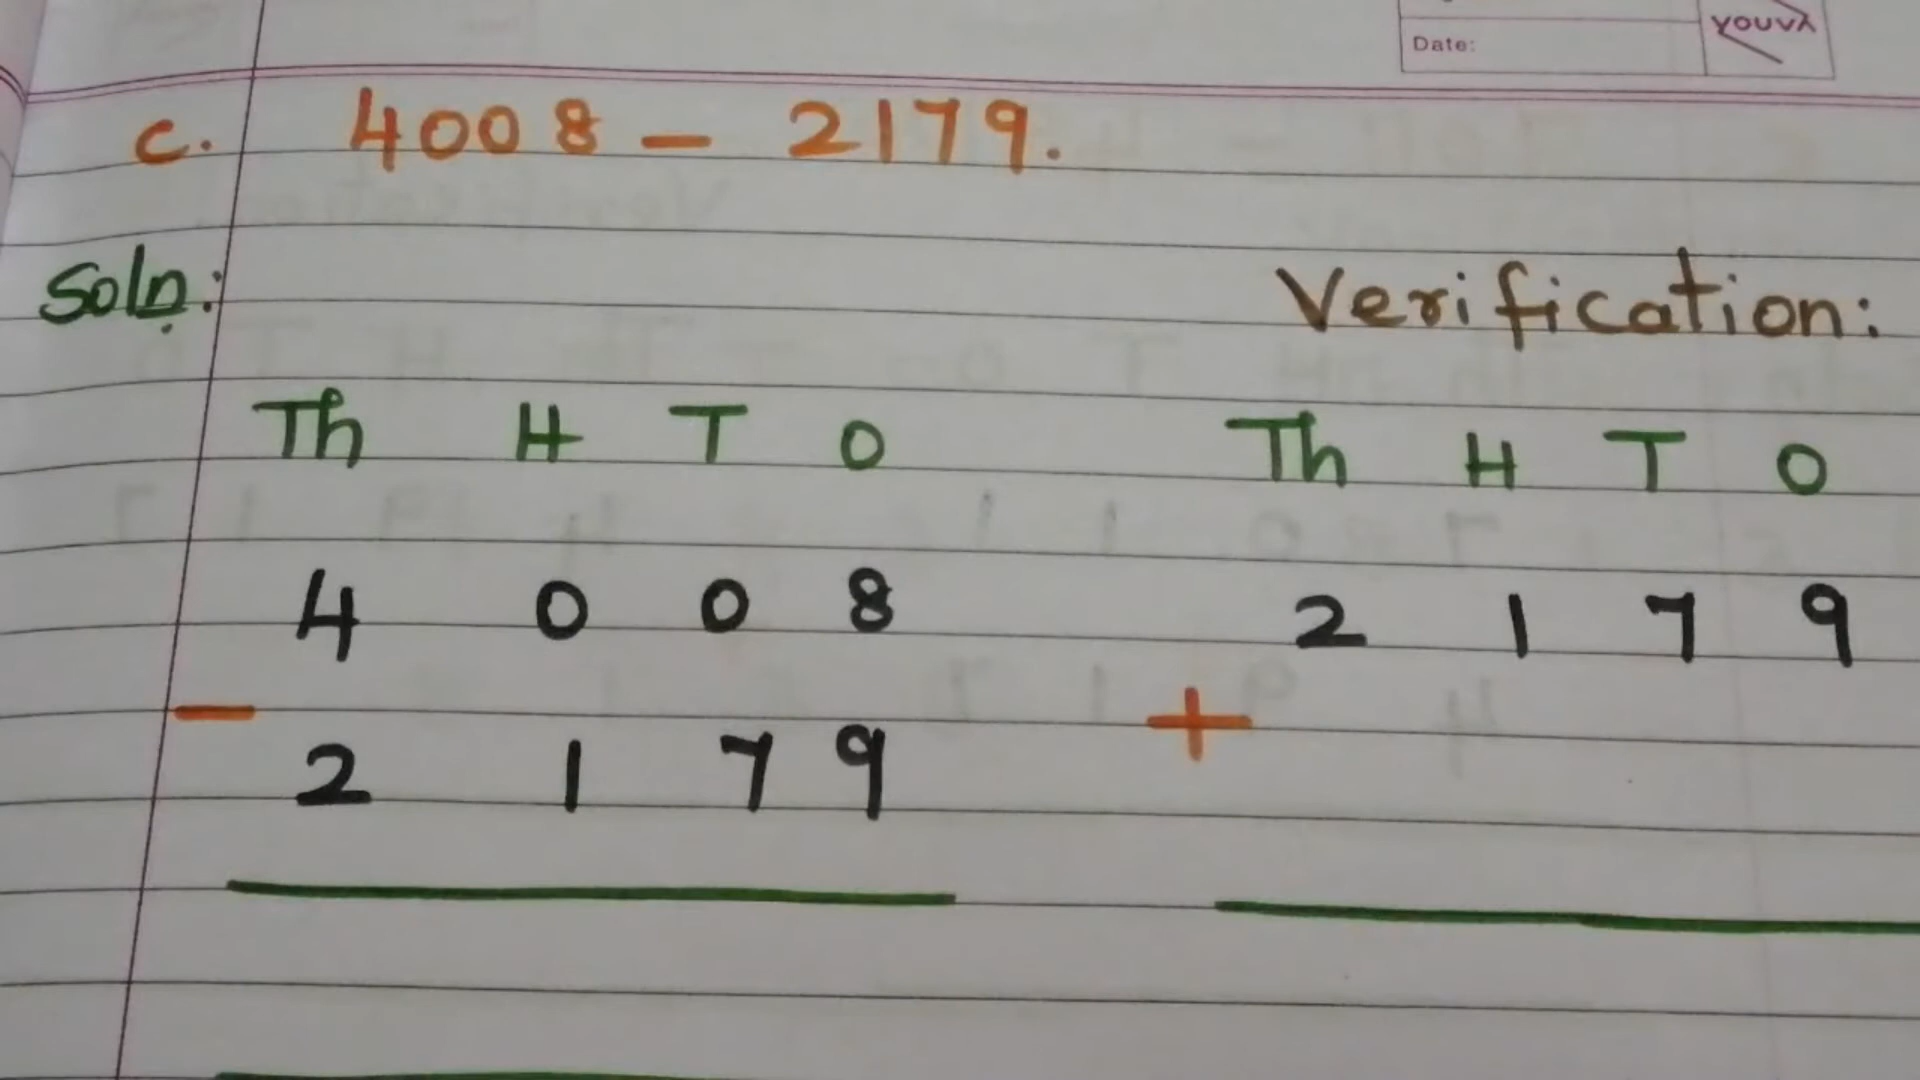 YOUVA
Date:
c. 4008 - 2179.
Soln:
Verification:
Th H T O Th H T O
4 0 0 8 2 1 7 9
- +
2 1 7 9